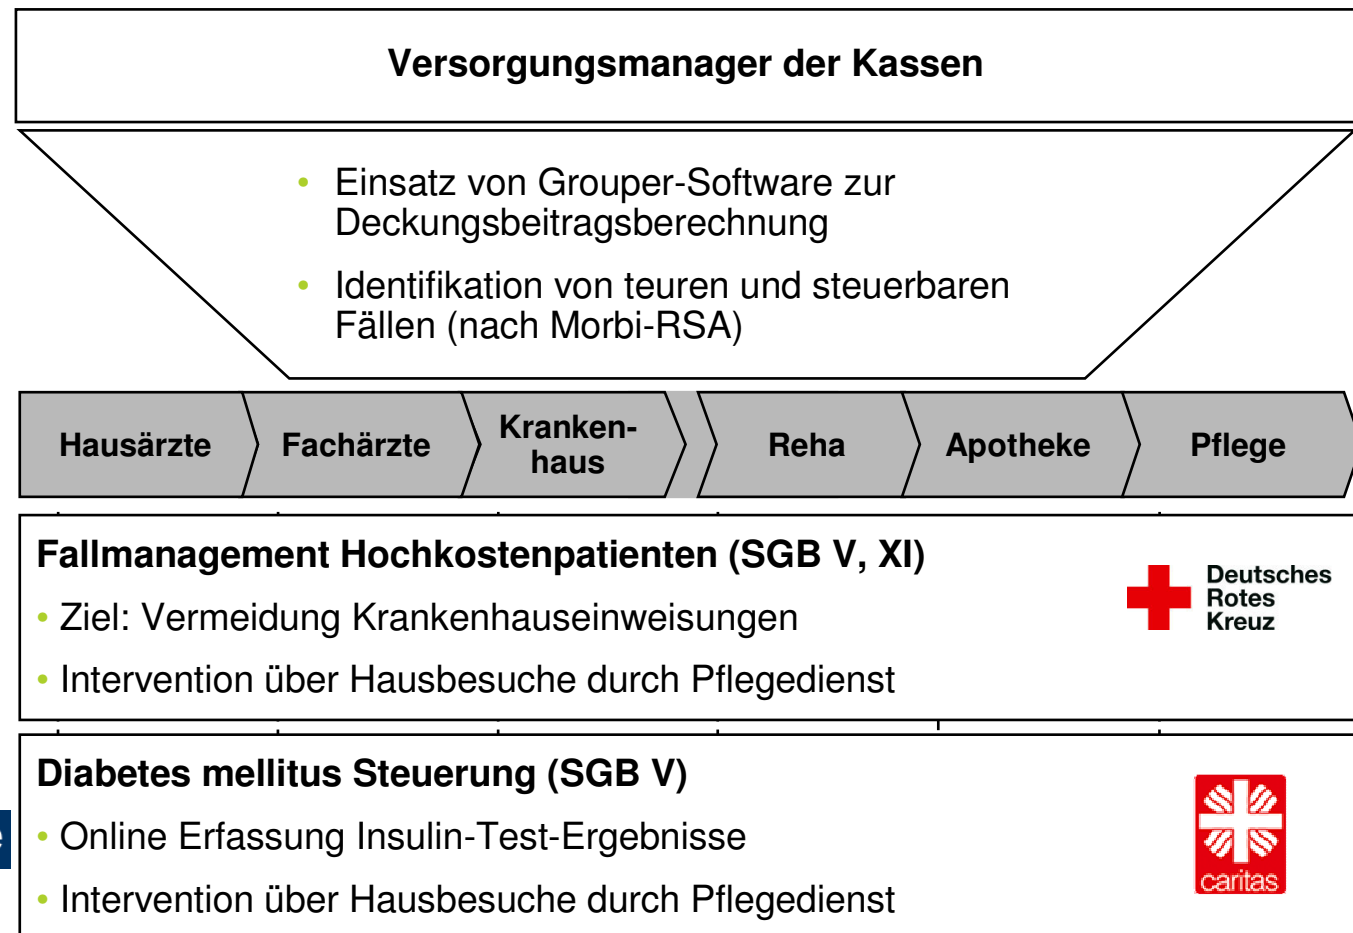 Versorgungsmanager der Kassen
• Einsatz von Grouper-Software zur
Deckungsbeitragsberechnung
• Identifikation von teuren und steuerbaren
Fällen (nach Morbi-RSA)
Hausärzte
Fachärzte
Kranken-
haus
Reha
Apotheke
Pflege
Fallmanagement Hochkostenpatienten (SGB V, XI)
• Ziel: Vermeidung Krankenhauseinweisungen
• Intervention über Hausbesuche durch Pflegedienst
Deutsches
Rotes
Kreuz
Diabetes mellitus Steuerung (SGB V)
• Online Erfassung Insulin-Test-Ergebnisse
• Intervention über Hausbesuche durch Pflegedienst
caritas